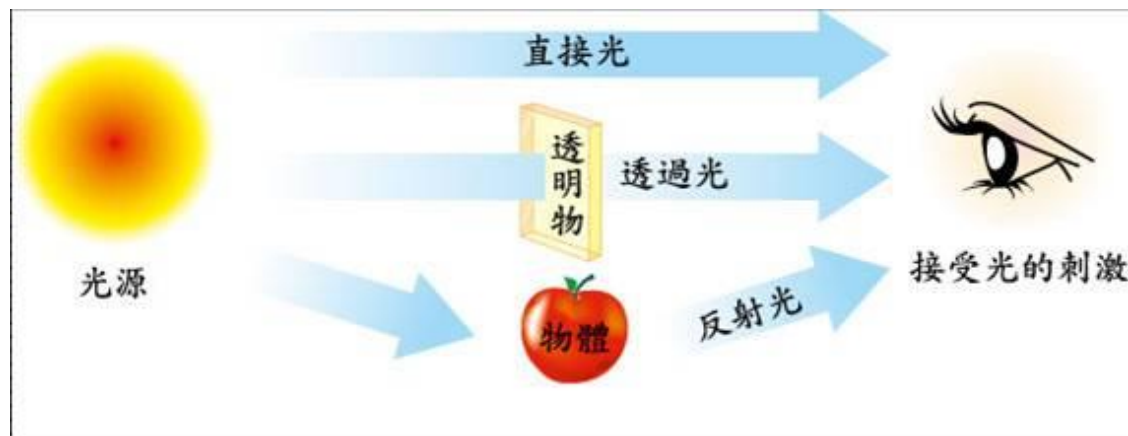 直接光
透明物
透過光
光源
接受光的刺激
物體
反射光